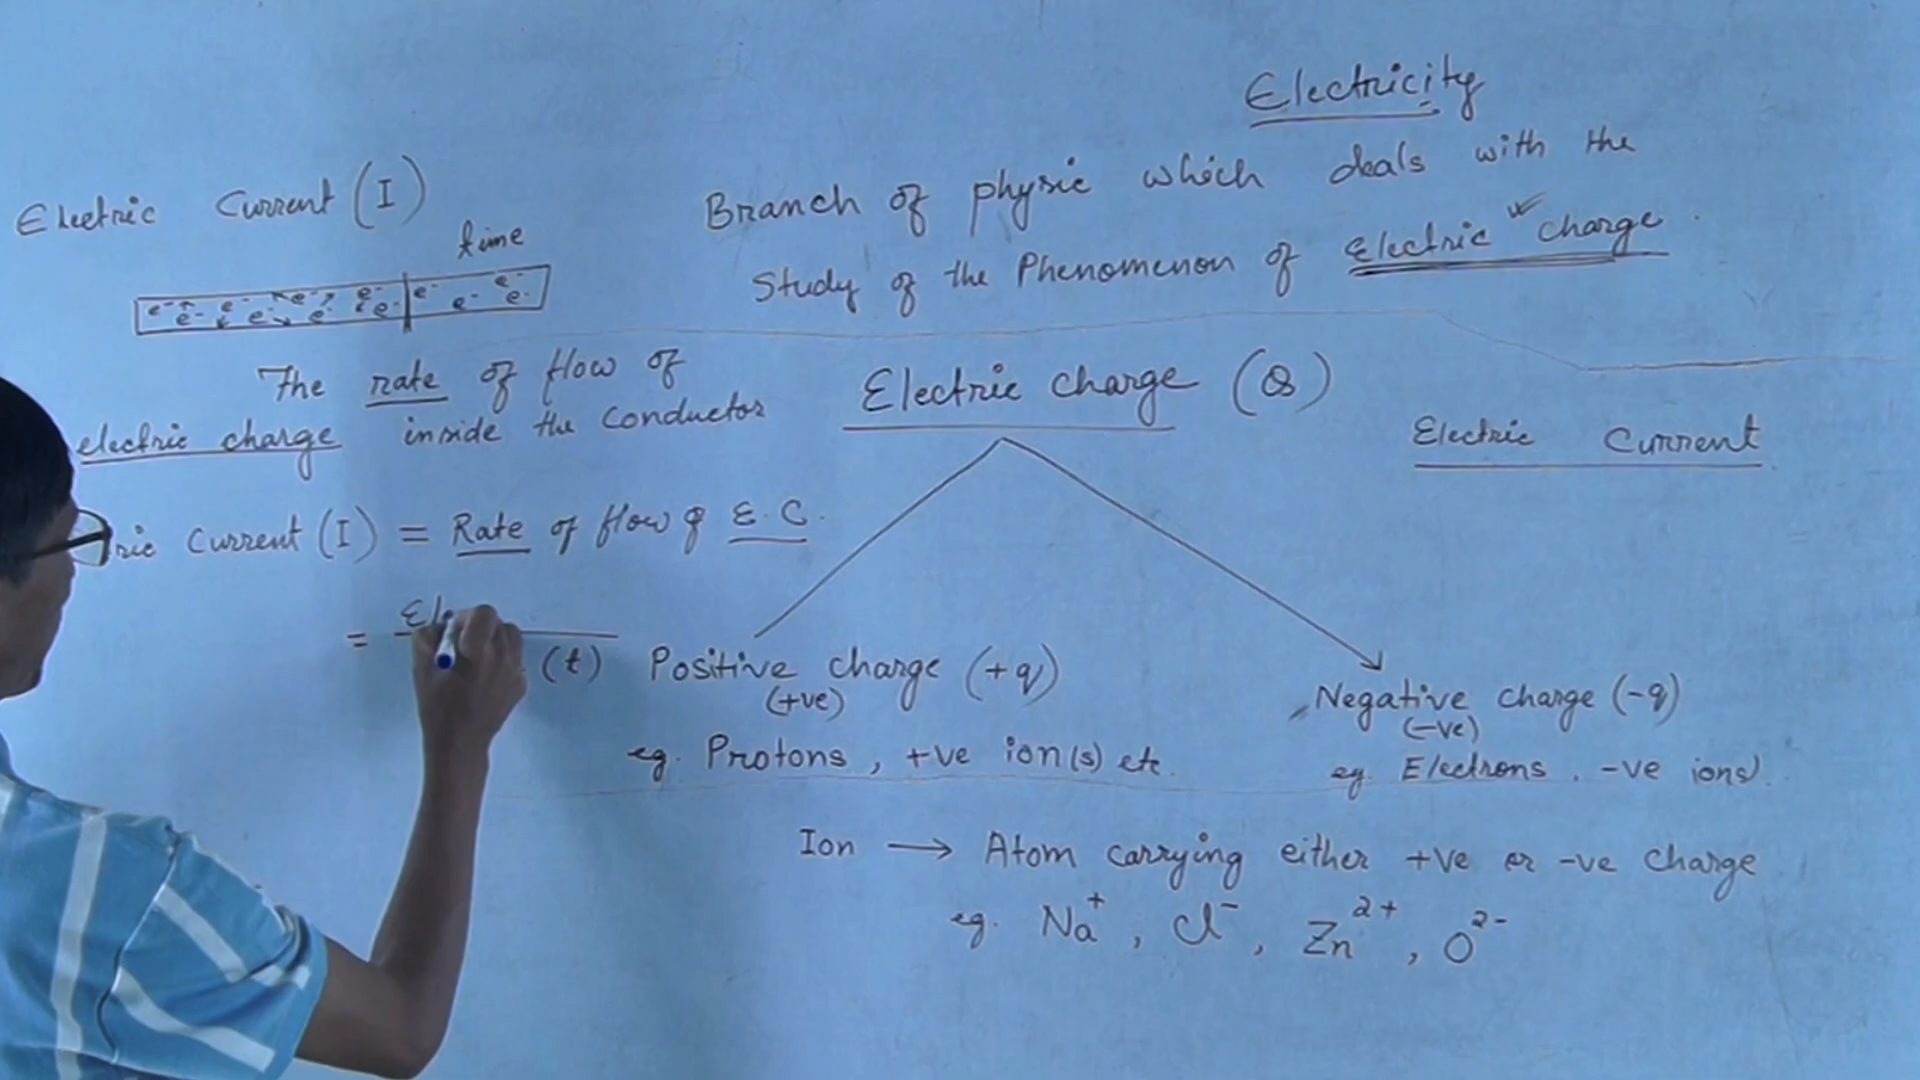 Electricity
Branch of physic which deals with the
Study of the Phenomenon of electric charge.
Electric Current (I)
time
e- e- e- e- e- e- e- e- e- e- e- e-
The rate of flow of
electric charge inside the conductor
ric Current (I) = Rate of flow of E.C.
= Ele
(t)
Electric charge (Q)
Electric Current
Positive charge (+q)
(+ve)
eg. Protons, +ve ion(s) etc.
Negative charge (-q)
(-ve)
eg. Electrons, -ve ions)
Ion → Atom carrying either +ve or -ve charge
eg. Na+, Cl-, Zn2+, O2-